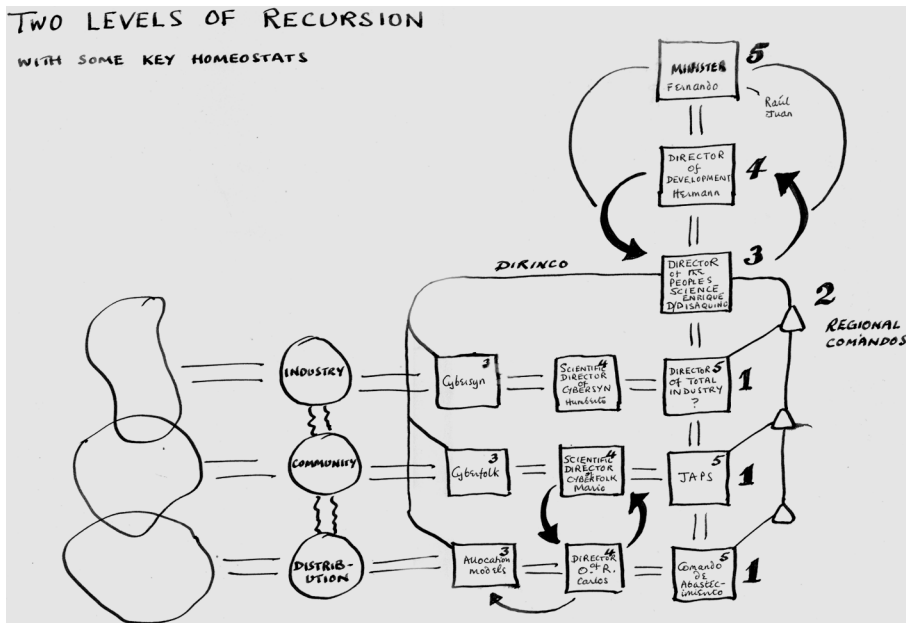 TWO LEVELS OF RECURSION
WITH SOME KEY HOMEOSTATS
5
MINISTER
Fernando
Raúl
Juan
4
DIRECTOR
of
DEVELOPMENT
Hermann
3
DIRECTOR
of the
PEOPLES
SCIENCE
ENRIQUE
DIRINCO
2
REGIONAL
COMANDOS
INDUSTRY
3
Cybersyn
4
SCIENTIFIC
DIRECTOR
of CYBERSYN
Humberto
5
DIRECTOR
OF TOTAL
INDUSTRY
?
1
COMMUNITY
3
Cyberfolk
4
SCIENTIFIC
DIRECTOR
of
CYBERFOLK
Mario
5
JAPS
1
DISTRIB-
UTION
3
Allocation
models
4
DIRECTOR
of
O.R.
Carlos
5
Comando
de
Abastec-
imiento
1